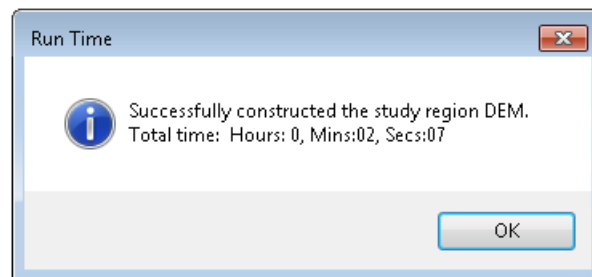 Run Time
Successfully constructed the study region DEM.
Total time:  Hours: 0, Mins:02, Secs:07
OK